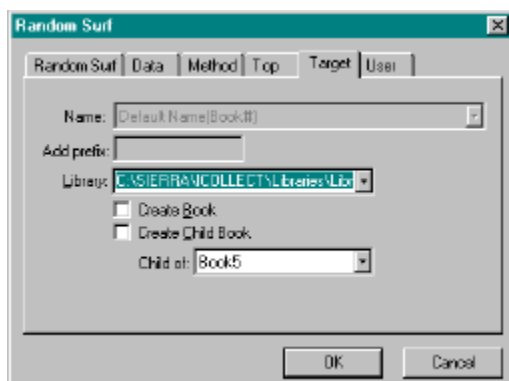 Random Surf
Random Surf Data Method Top Target User
Name: Default Name(Book#)
Add prefix:
Library: C:\SIERRA\COLLECT\Libraries\Libr
Create Book
Create Child Book
Child of: Book5
OK Cancel